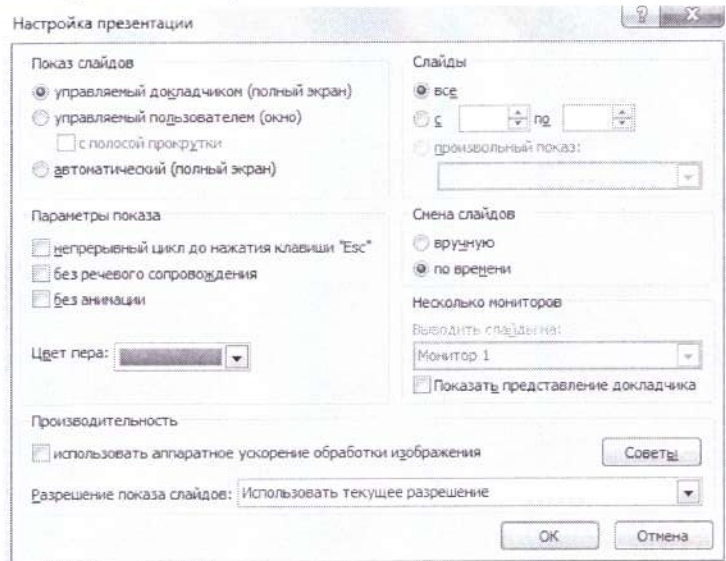 Настройка презентации
Показ слайдов
управляемый докладчиком (полный экран)
управляемый пользователем (окно)
с полосой прокрутки
автоматический (полный экран)
Слайды
все
с по
произвольный показ:
Параметры показа
непрерывный цикл до нажатия клавиши "Esc"
без речевого сопровождения
без анимации
Цвет пера:
Смена слайдов
вручную
по времени
Несколько мониторов
Выводить слайды на:
Монитор 1
Показать представление докладчика
Производительность
использовать аппаратное ускорение обработки изображения
Советы
Разрешение показа слайдов: Использовать текущее разрешение
ОК Отмена